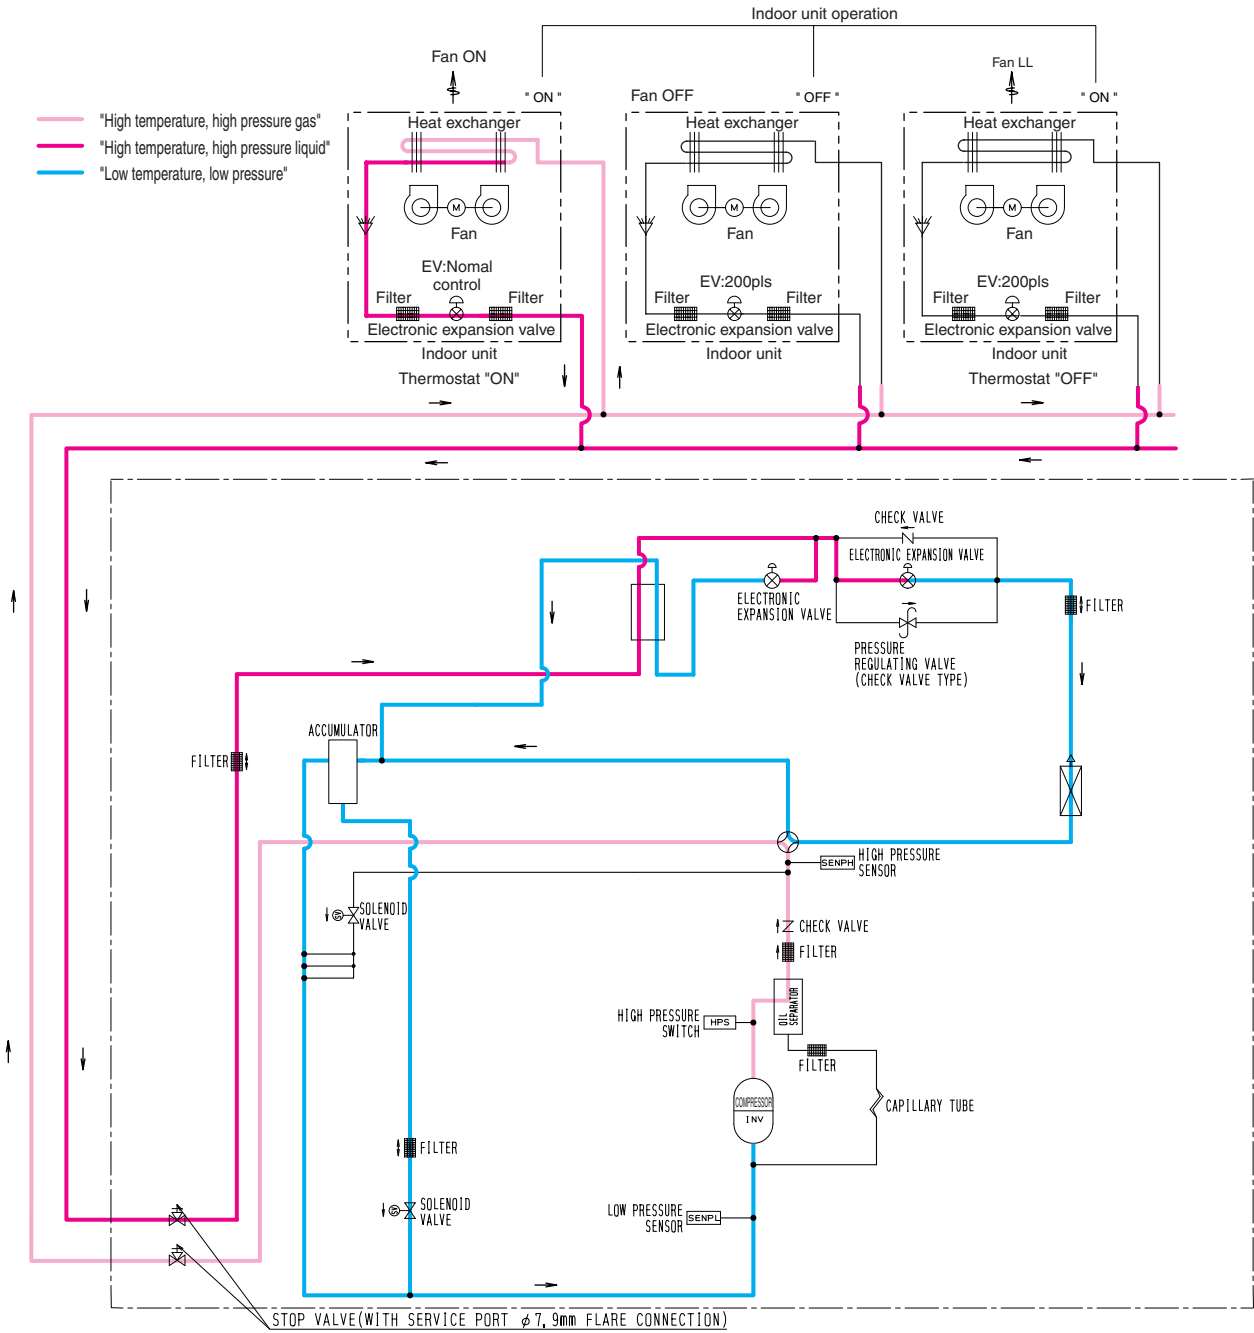 Indoor unit operation
Fan ON
" ON "
Fan OFF
" OFF "
Fan LL
" ON "
"High temperature, high pressure gas"
"High temperature, high pressure liquid"
"Low temperature, low pressure"
Heat exchanger
Heat exchanger
Heat exchanger
M
M
M
Fan
Fan
Fan
EV:Nomal
control
EV:200pls
EV:200pls
Filter
Filter
Filter
Filter
Filter
Filter
Electronic expansion valve
Electronic expansion valve
Electronic expansion valve
Indoor unit
Indoor unit
Indoor unit
Thermostat "ON"
Thermostat "OFF"
CHECK VALVE
ELECTRONIC EXPANSION VALVE
ELECTRONIC
EXPANSION VALVE
FILTER
PRESSURE
REGULATING VALVE
(CHECK VALVE TYPE)
ACCUMULATOR
FILTER
SENPH
HIGH PRESSURE
SENSOR
SOLENOID
VALVE
CHECK VALVE
FILTER
OIL
SEPARATOR
HIGH PRESSURE
SWITCH
HPS
FILTER
COMPRESSOR
INV
CAPILLARY TUBE
FILTER
SOLENOID
VALVE
LOW PRESSURE
SENSOR
SENPL
STOP VALVE(WITH SERVICE PORT φ7,9mm FLARE CONNECTION)